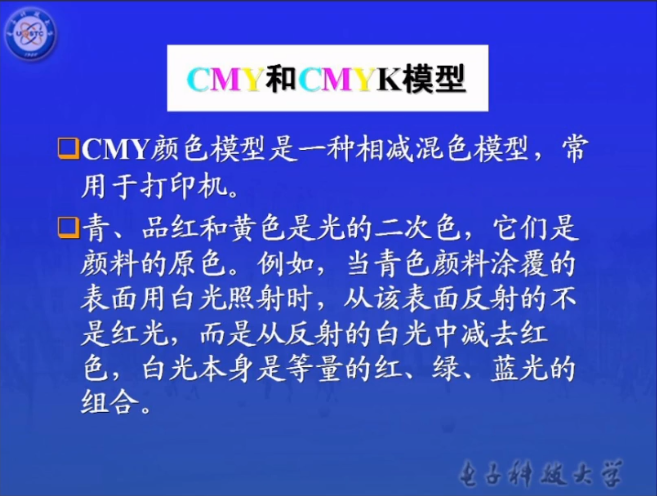 CMY和CMYK模型
CMY颜色模型是一种相减混色模型，常
用于打印机。
青、品红和黄色是光的二次色，它们是
颜料的原色。例如，当青色颜料涂覆的
表面用白光照射时，从该表面反射的不
是红光，而是从反射的白光中减去红
色，白光本身是等量的红、绿、蓝光的
组合。
电子科技大学